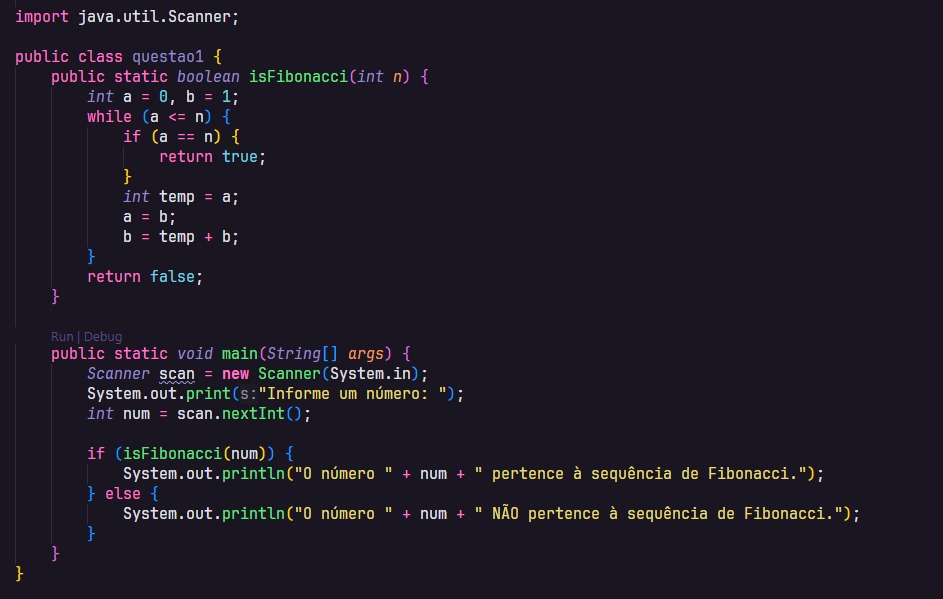 import java.util.Scanner;
public class questao1 {
public static boolean isFibonacci(int n) {
int a = 0, b = 1;
while (a <= n) {
if (a == n) {
return true;
}
int temp = a;
a = b;
b = temp + b;
}
return false;
}
Run | Debug
public static void main(String[] args) {
Scanner scan = new Scanner(System.in);
System.out.print(s:"Informe um número: ");
int num = scan.nextInt();
if (isFibonacci(num)) {
System.out.println("O número " + num + " pertence à sequência de Fibonacci.");
} else {
System.out.println("O número " + num + " NÃO pertence à sequência de Fibonacci.");
}
}
}